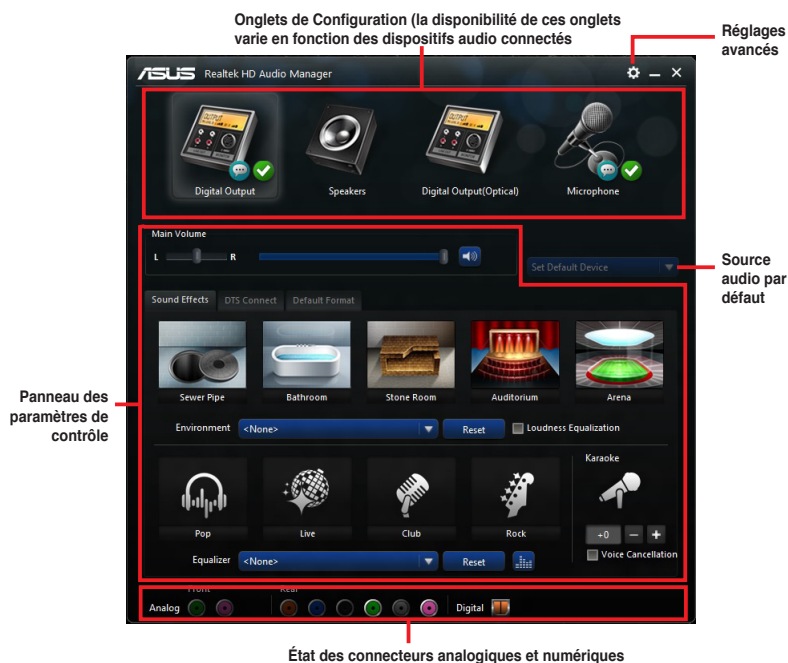 Onglets de Configuration (la disponibilité de ces onglets
varie en fonction des dispositifs audio connectés
Réglages
avancés
ASUS Realtek HD Audio Manager
Digital Output
Speakers
Digital Output(Optical)
Microphone
Main Volume
L R
Set Default Device
Source
audio par
défaut
Sound Effects DTS Connect Default Format
Sewer Pipe
Bathroom
Stone Room
Auditorium
Arena
Panneau des
paramètres de
contrôle
Environment <None> Reset Loudness Equalization
Karaoke
Pop
Live
Club
Rock
+0
Equalizer <None> Reset
Voice Cancellation
Front Rear
Analog Digital
État des connecteurs analogiques et numériques